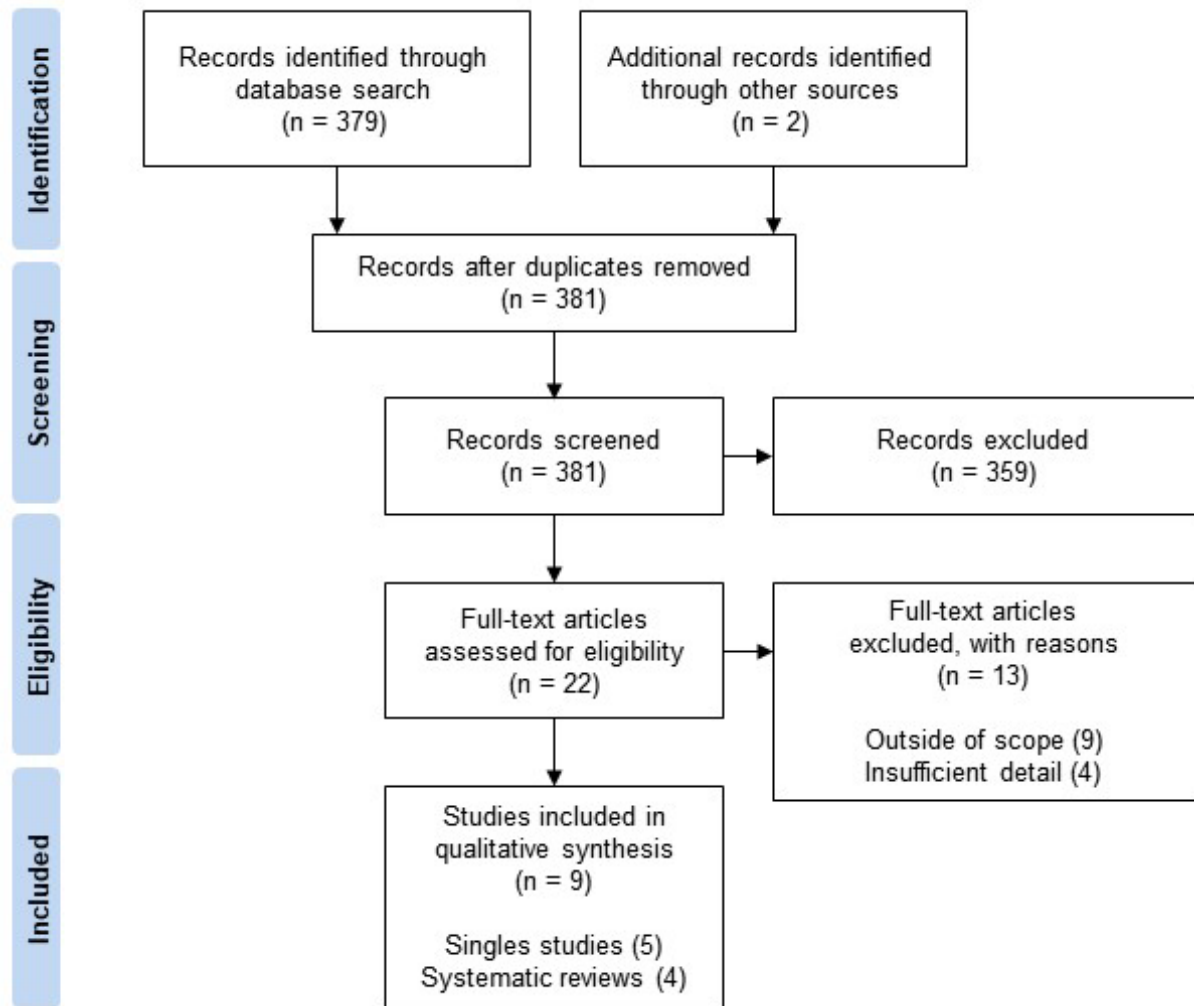 Identification
Records identified through
database search
(n = 379)
Additional records identified
through other sources
(n = 2)
Records after duplicates removed
(n = 381)
Screening
Records screened
(n = 381)
Records excluded
(n = 359)
Eligibility
Full-text articles
assessed for eligibility
(n = 22)
Full-text articles
excluded, with reasons
(n = 13)
Outside of scope (9)
Insufficient detail (4)
Included
Studies included in
qualitative synthesis
(n = 9)
Singles studies (5)
Systematic reviews (4)